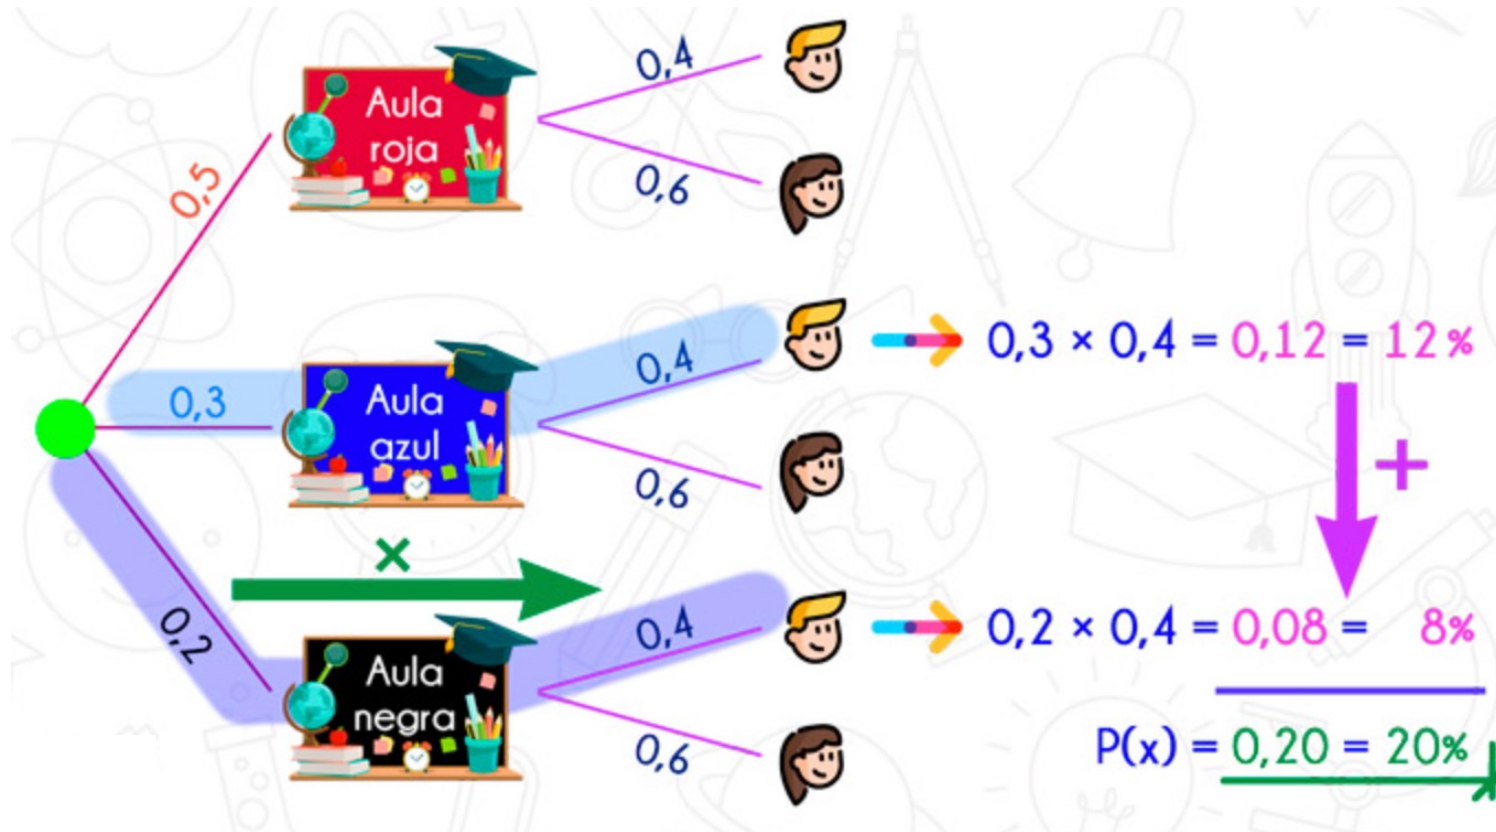 0,5
Aula
roja
0,4
0,6
0,3
Aula
azul
0,4
0,6
0,3 × 0,4 = 0,12 = 12%
+
×
0,2
Aula
negra
0,4
0,6
0,2 × 0,4 = 0,08 = 8%
P(x) = 0,20 = 20%